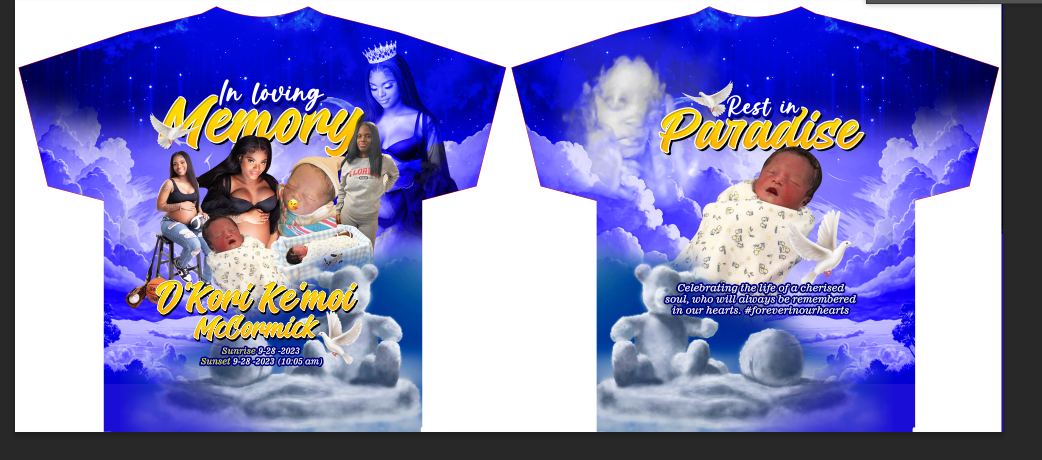 In loving
Memory
FLORIDA
D'Kori Ke'moi
McCormick
Sunrise 9-28 -2023
Sunset 9-28 -2023 (10:05 am)
Rest in
Paradise
Celebrating the life of a cherised
soul, who will always be remembered
in our hearts. #foreverinourhearts